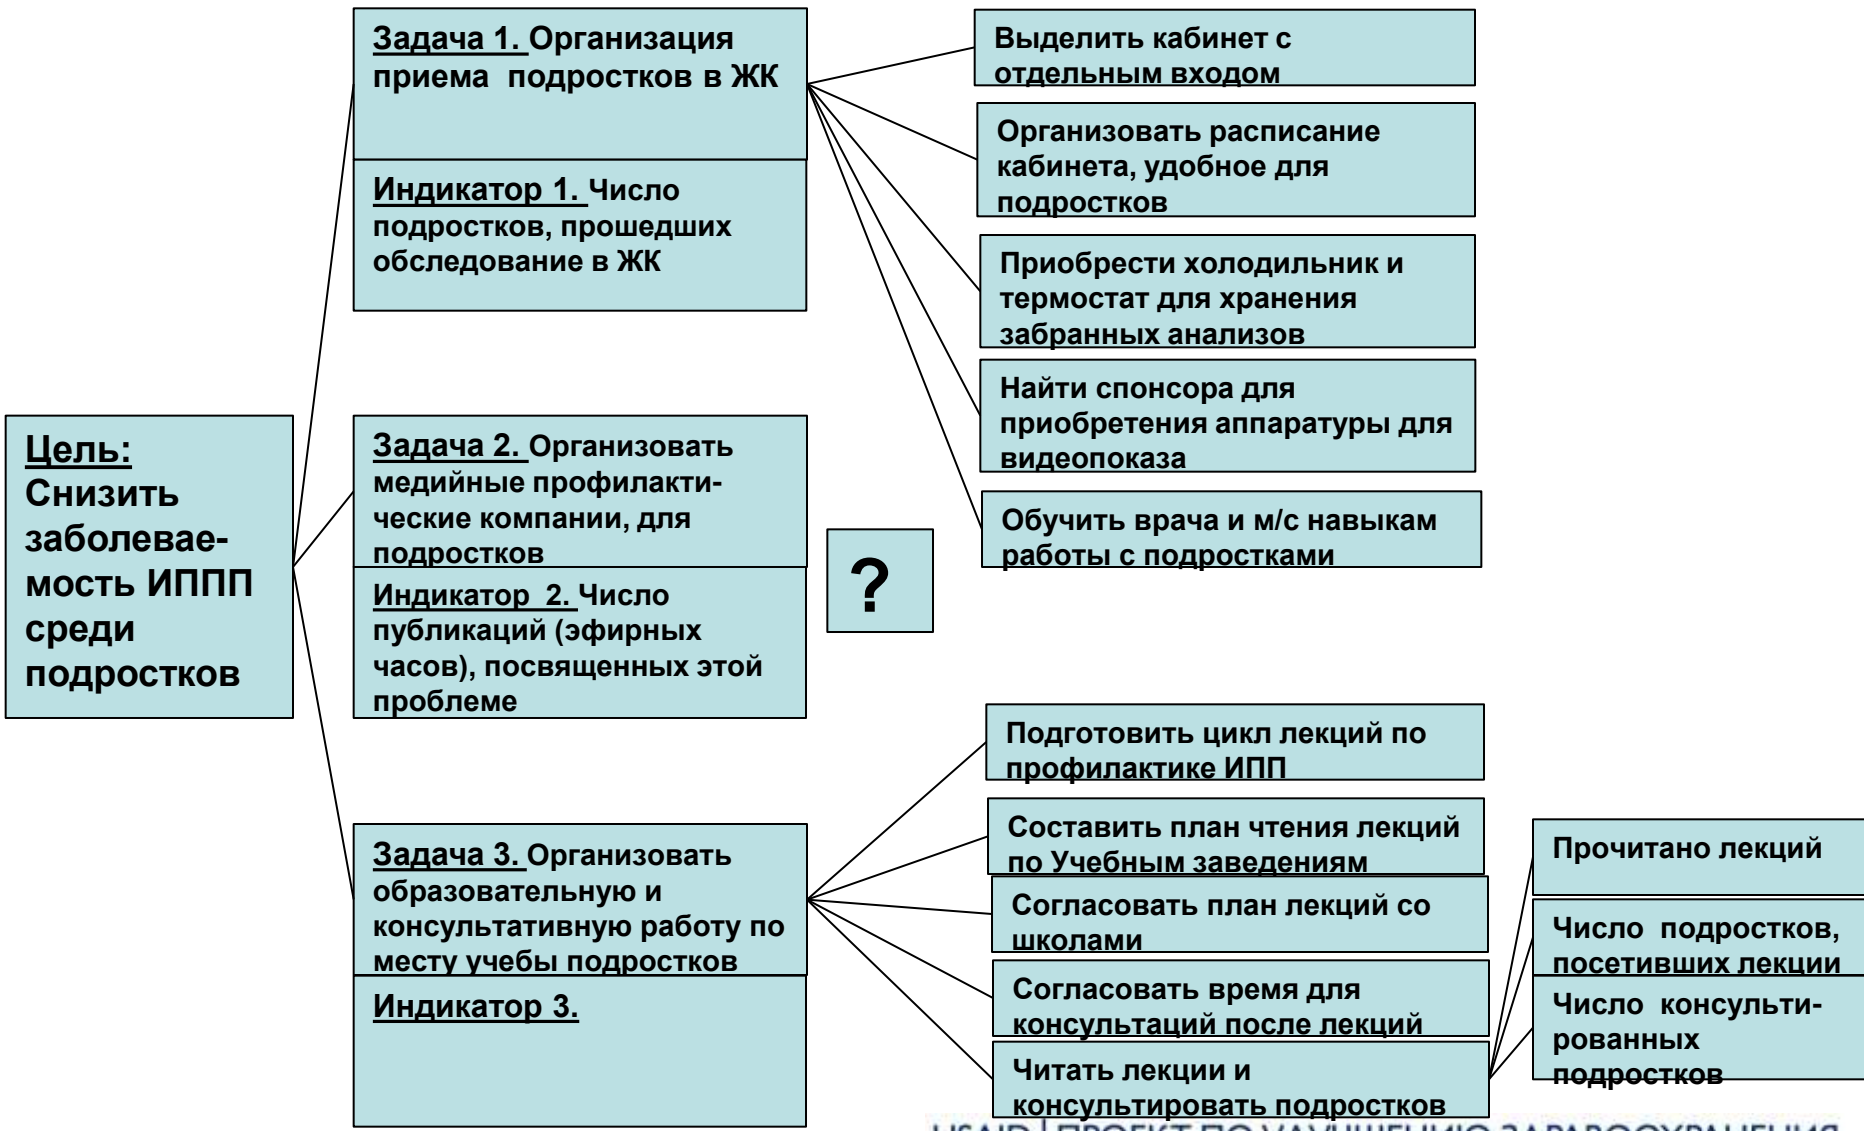 Цель:
Снизить
заболевае-
мость ИППП
среди
подростков
Задача 1. Организация
приема подростков в ЖК
Индикатор 1. Число
подростков, прошедших
обследование в ЖК
Выделить кабинет с
отдельным входом
Организовать расписание
кабинета, удобное для
подростков
Приобрести холодильник и
термостат для хранения
забранных анализов
Найти спонсора для
приобретения аппаратуры для
видеопоказа
Обучить врача и м/с навыкам
работы с подростками
Задача 2. Организовать
медийные профилакти-
ческие компании, для
подростков
Индикатор 2. Число
публикаций (эфирных
часов), посвященных этой
проблеме
?
Задача 3. Организовать
образовательную и
консультативную работу по
месту учебы подростков
Индикатор 3.
Подготовить цикл лекций по
профилактике ИПП
Составить план чтения лекций
по Учебным заведениям
Согласовать план лекций со
школами
Согласовать время для
консультаций после лекций
Читать лекции и
консультировать подростков
Прочитано лекций
Число подростков,
посетивших лекции
Число консульти-
рованных
подростков
USAID | ПРОЕКТ ПО УЛУЧШЕНИЮ ЗДРАВООХРАНЕНИЯ